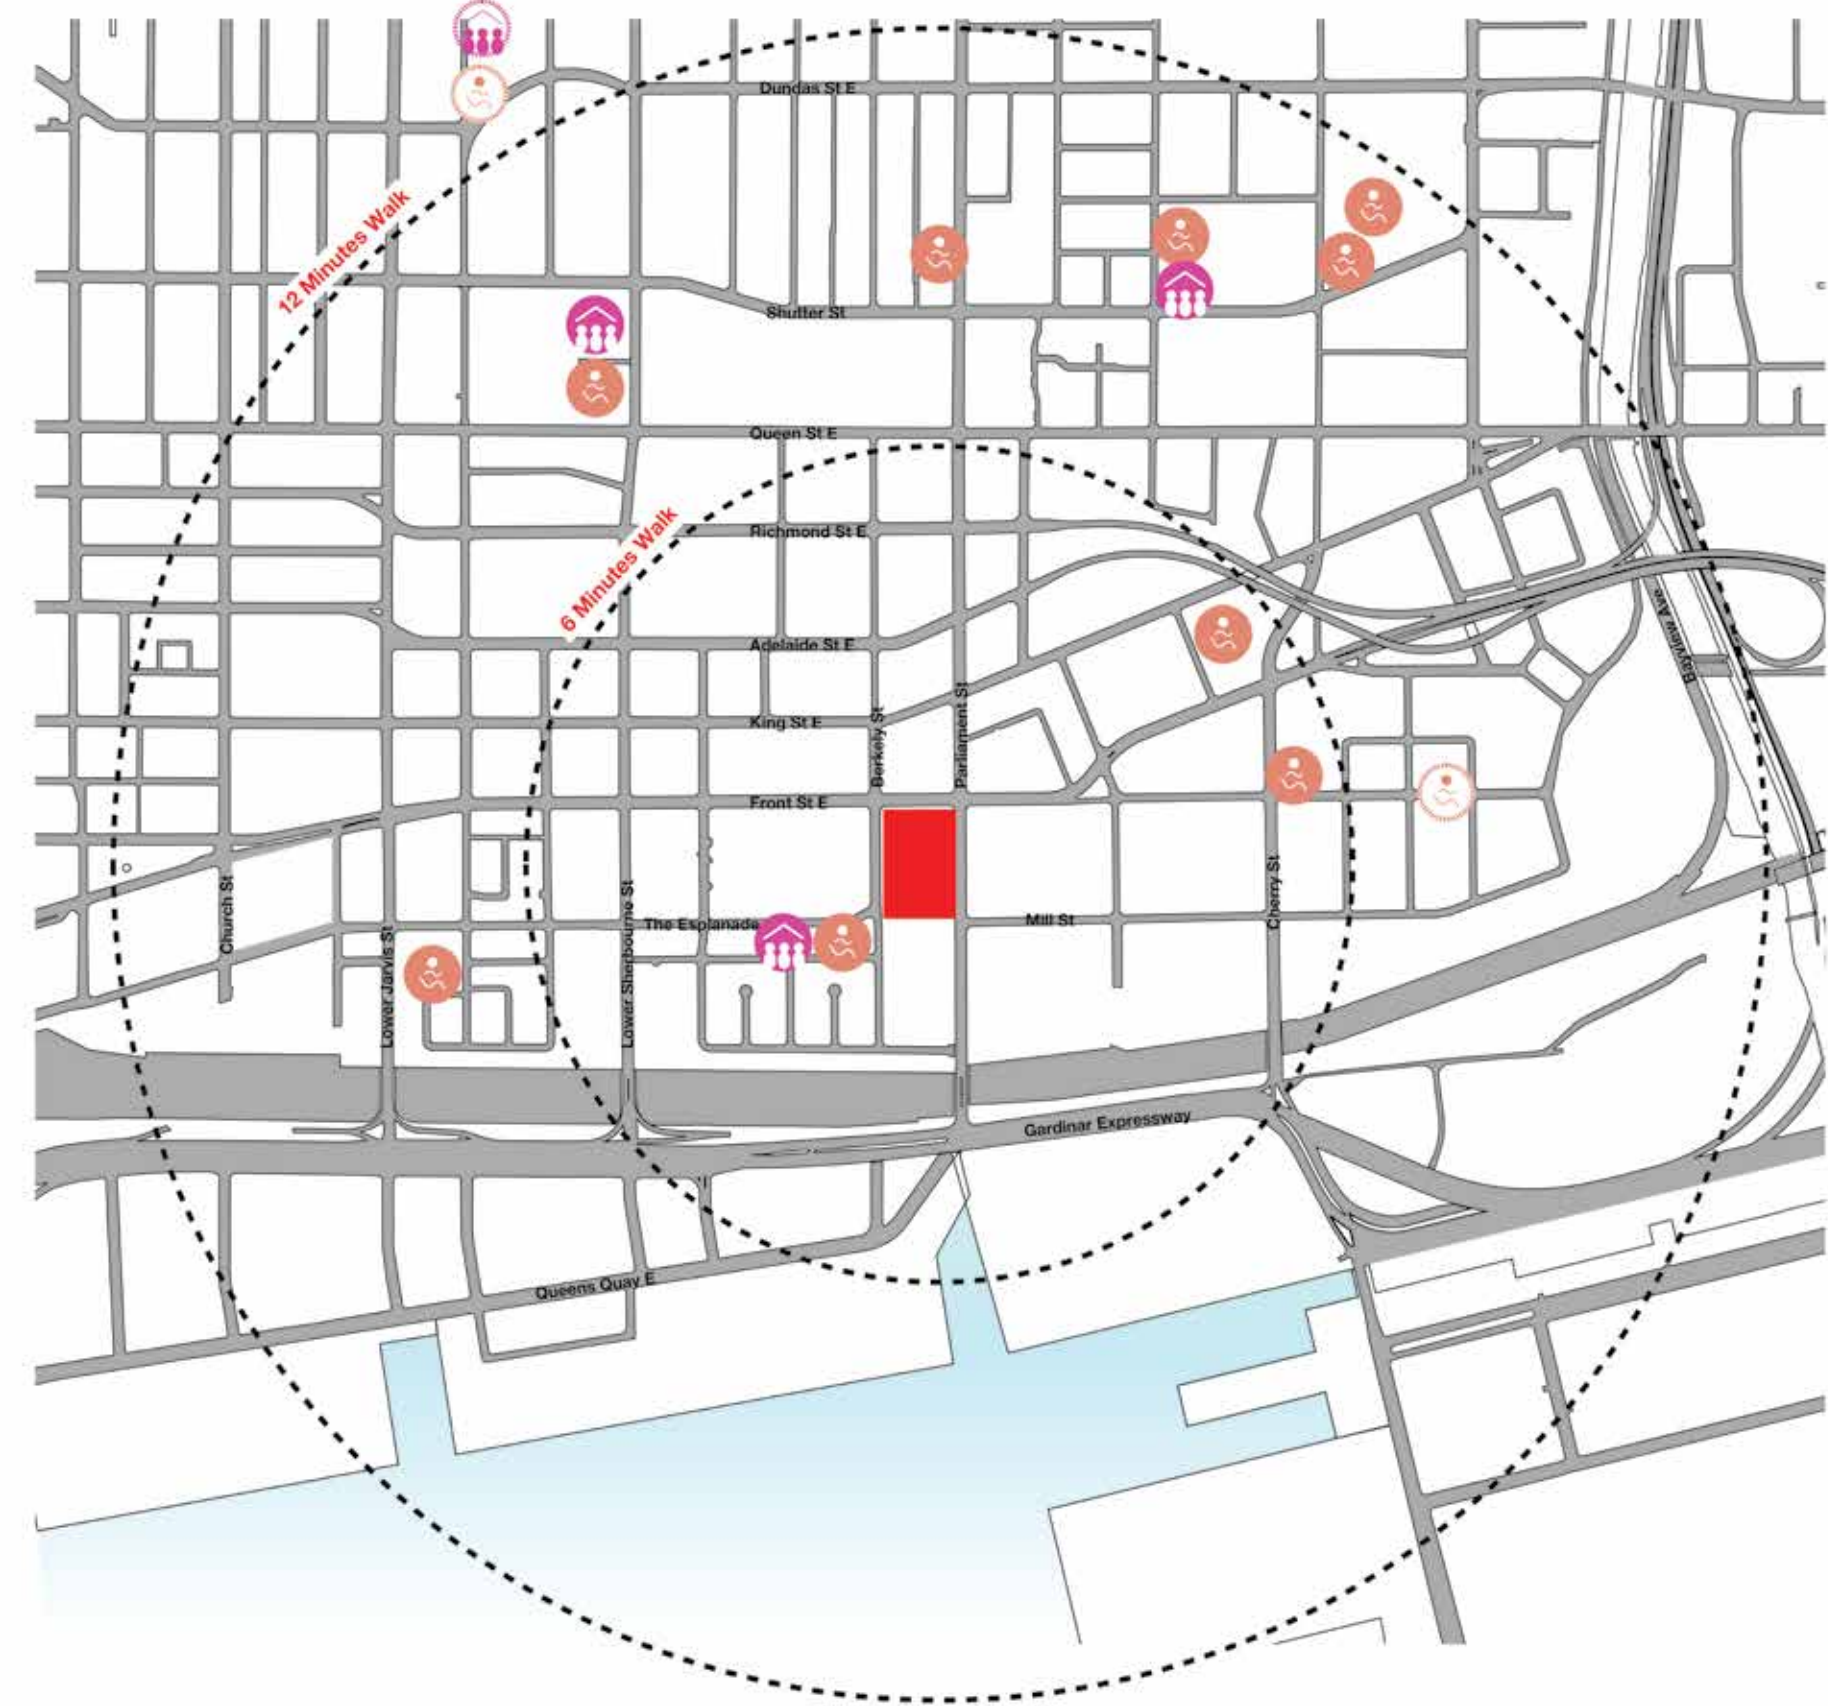 Dundas St E
12 Minutes Walk
Shutter St
Queen St E
6 Minutes Walk
Richmond St E
Bayview Ave
Adelaide St E
Berkely St
Parliament St
King St E
Front St E
Church St
Lower Jarvis St
Lower Sherbourne St
The Esplanade
Mill St
Cherry St
Gardinar Expressway
Queens Quay E